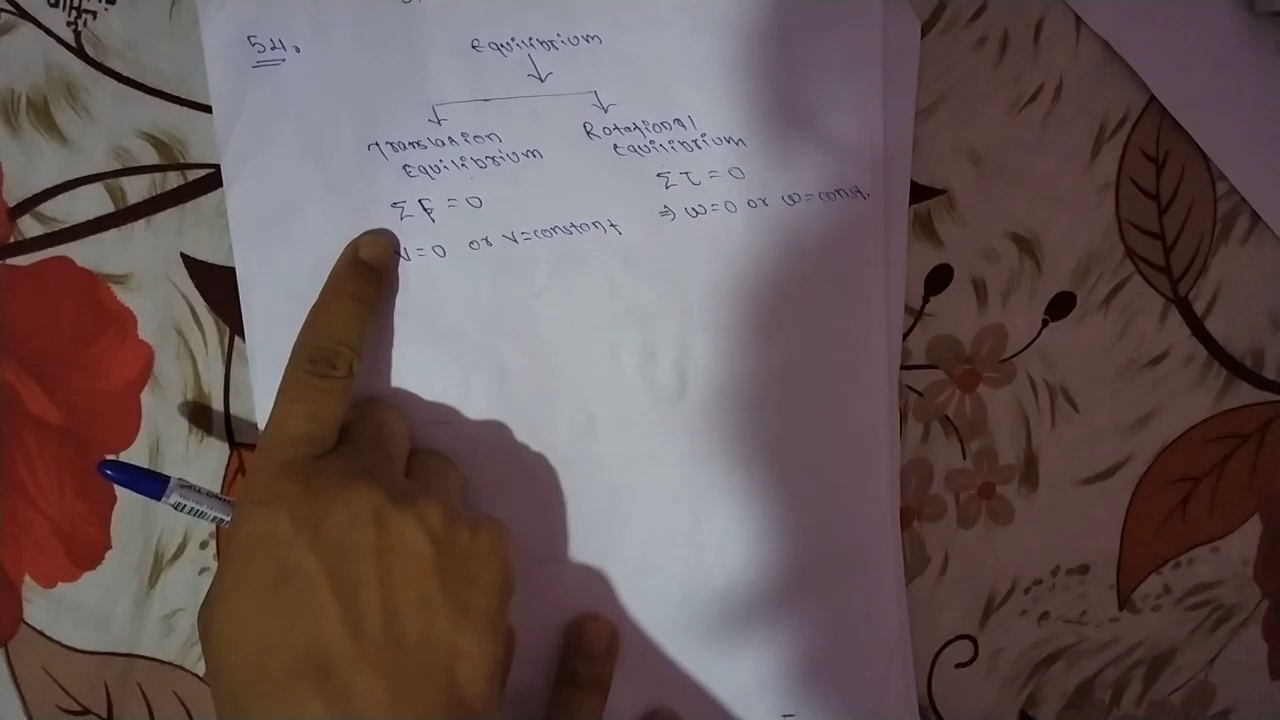 54.
Equilibrium
Translation
Equilibrium
Rotational
Equilibrium
Στ = 0
ΣF = 0
⇒ ω=0 or ω=const.
v=0 or v=constant